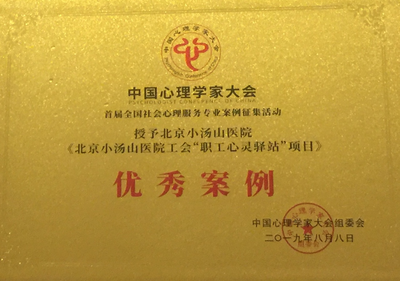 中国心理学家大会
中国心理学家大会
PSYCHOLOGIST CONFERENCE OF CHINA
首届全国社会心理服务专业案例征集活动
授予北京小汤山医院
《北京小汤山医院工会“职工心灵驿站”项目》
优秀案例
中国心理学家大会组委会
二〇一九年八月八日